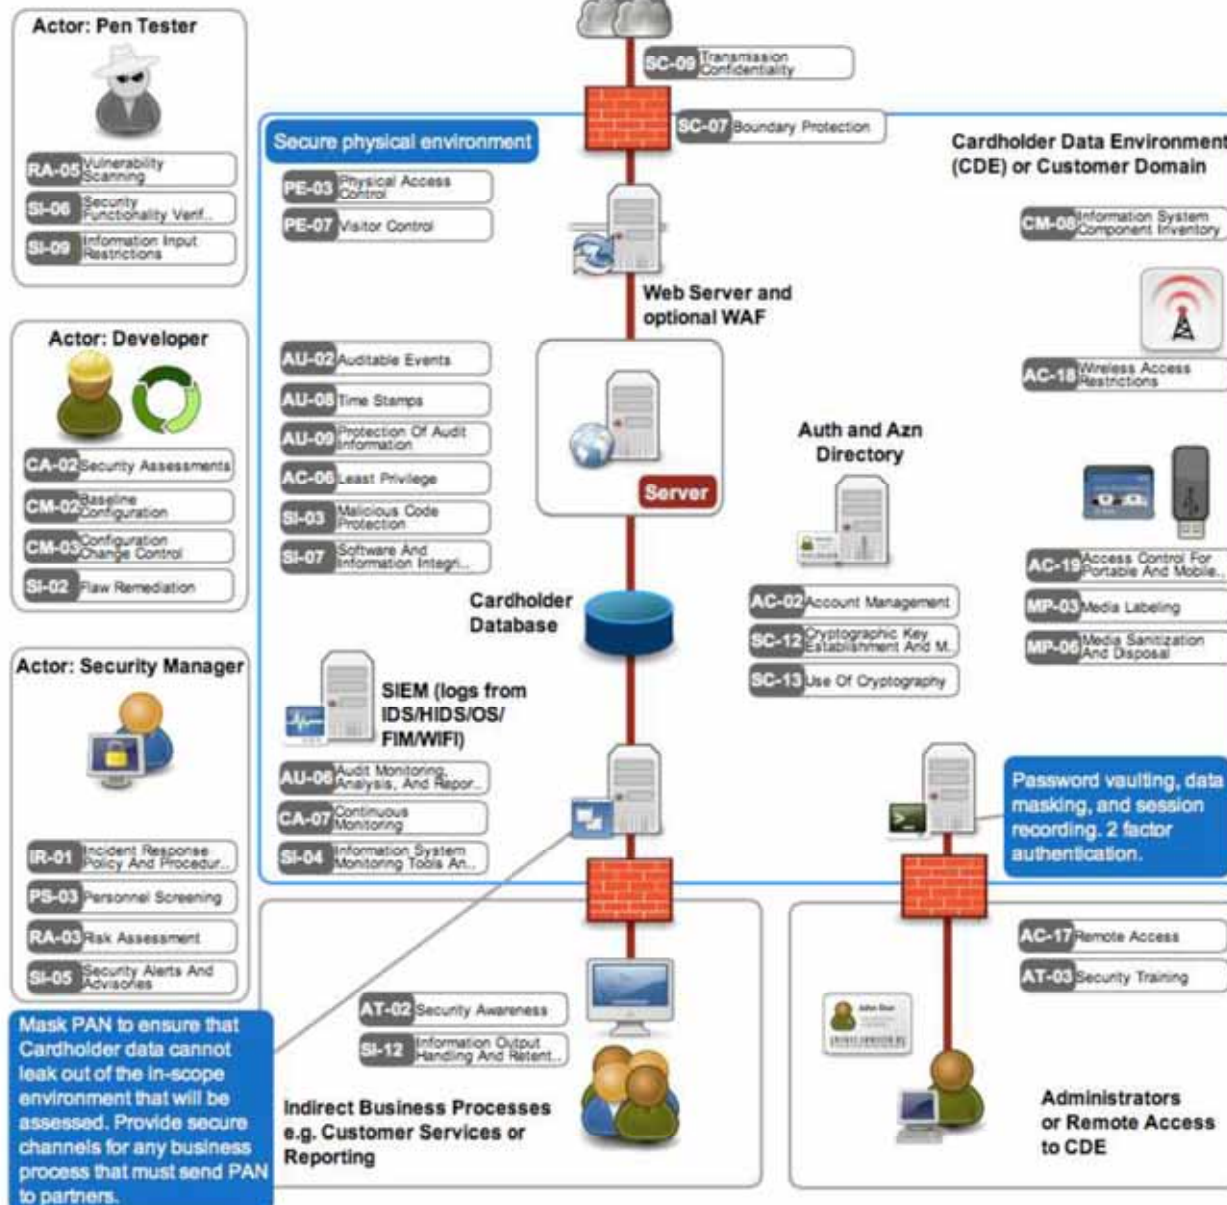 Actor: Pen Tester
RA-05 Vulnerability
Scanning
SI-06 Security
Functionality Verif..
SI-09 Information Input
Restrictions
Actor: Developer
CA-02 Security Assessments
CM-02 Baseline
Configuration
CM-03 Configuration
Change Control
SI-02 Flaw Remediation
Actor: Security Manager
IR-01 Incident Response
Policy And Procedur...
PS-03 Personnel Screening
RA-03 Risk Assessment
SI-05 Security Alerts And
Advisories
Mask PAN to ensure that
Cardholder data cannot
leak out of the in-scope
environment that will be
assessed. Provide secure
channels for any business
process that must send PAN
to partners.
SC-09 Transmission
Confidentiality
SC-07 Boundary Protection
Secure physical environment
PE-03 Physical Access
Control
PE-07 Visitor Control
Cardholder Data Environment
(CDE) or Customer Domain
CM-08 Information System
Component Inventory
Web Server and
optional WAF
AC-18 Wireless Access
Restrictions
AU-02 Auditable Events
AU-08 Time Stamps
AU-09 Protection Of Audit
Information
AC-06 Least Privilege
SI-03 Malicious Code
Protection
SI-07 Software And
Information Integri...
Server
Auth and Azn
Directory
AC-02 Account Management
SC-12 Cryptographic Key
Establishment And M..
SC-13 Use Of Cryptography
AC-19 Access Control For
Portable And Mobile..
MP-03 Media Labeling
MP-06 Media Sanitization
And Disposal
Cardholder
Database
SIEM (logs from
IDS/HIDS/OS/
FIM/WIFI)
AU-06 Audit Monitoring,
Analysis, And Repor..
CA-07 Continuous
Monitoring
SI-04 Information System
Monitoring Tools An..
Password vaulting, data
masking, and session
recording. 2 factor
authentication.
AT-02 Security Awareness
SI-12 Information Output
Handling And Retent..
Indirect Business Processes
e.g. Customer Services or
Reporting
AC-17 Remote Access
AT-03 Security Training
Administrators
or Remote Access
to CDE